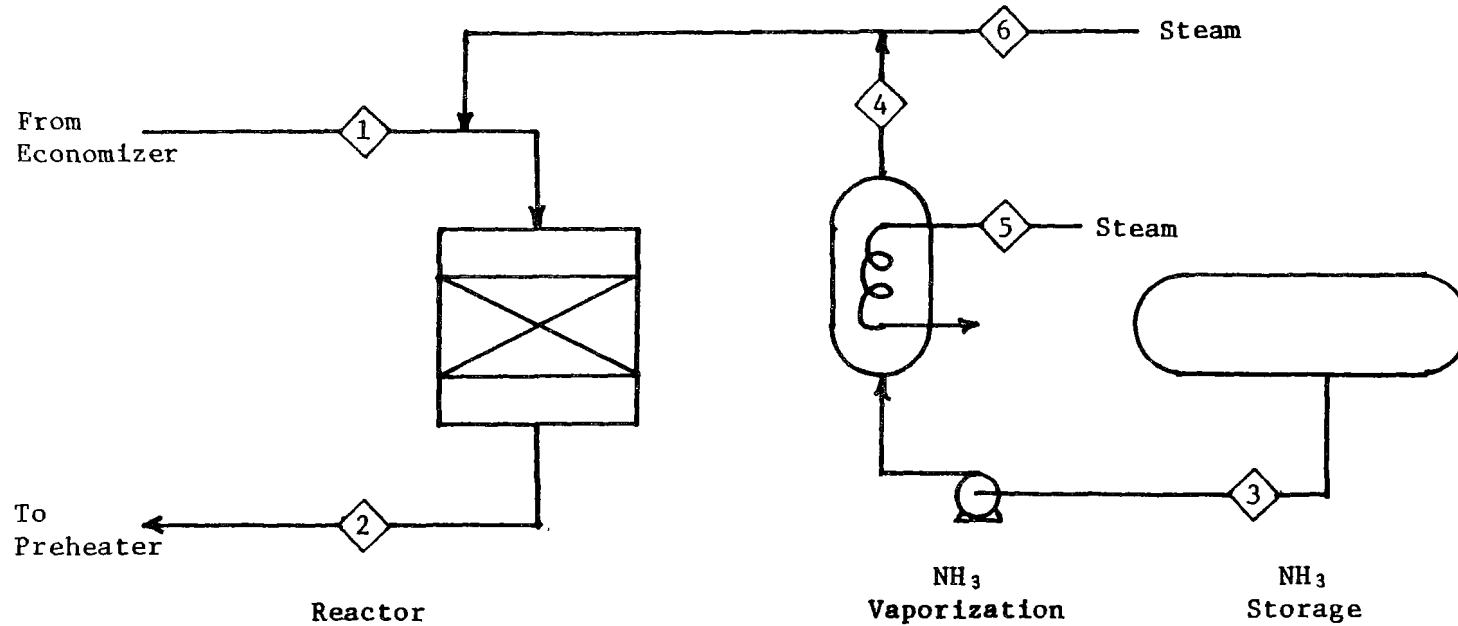 6
Steam
4
From
Economizer
1
5
Steam
3
To
Preheater
2
NH₃
Vaporization
NH₃
Storage
Reactor